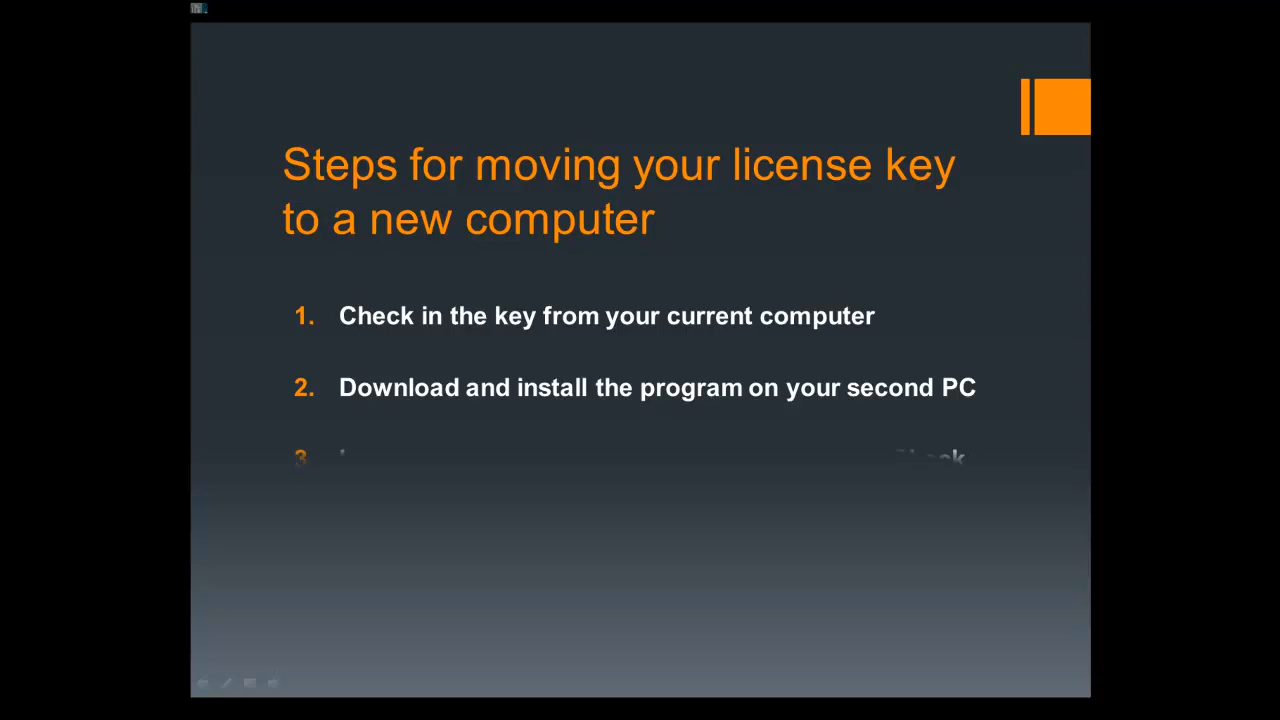 Steps for moving your license key
to a new computer
1. Check in the key from your current computer
2. Download and install the program on your second PC
3